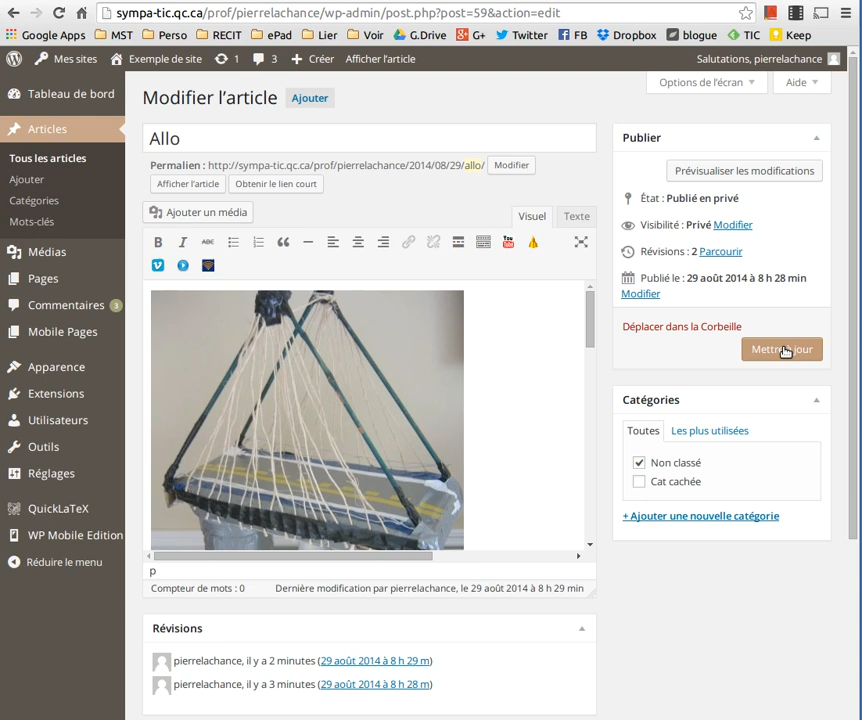 sympa-tic.qc.ca/prof/pierrelachance/wp-admin/post.php?post=59&action=edit
Google Apps MST Perso RECIT ePad Lier Voir G.Drive G+ Twitter FB Dropbox blogue TIC Keep
Mes sites Exemple de site 1 3 Créer Afficher l'article Salutations, pierrelachance
Options de l'écran Aide
Tableau de bord
Articles
Tous les articles
Ajouter
Catégories
Mots-clés
Médias
Pages
Commentaires 3
Mobile Pages
Apparence
Extensions
Utilisateurs
Outils
Réglages
QuickLaTeX
WP Mobile Edition
Réduire le menu
Modifier l'article Ajouter
Allo
Permalien : http://sympa-tic.qc.ca/prof/pierrelachance/2014/08/29/allo/ Modifier
Afficher l'article Obtenir le lien court
Ajouter un média
Visuel Texte
B I ABC
You Tube
p
Compteur de mots : 0 Dernière modification par pierrelachance, le 29 août 2014 à 8 h 29 min
Révisions
pierrelachance, il y a 2 minutes (29 août 2014 à 8 h 29 m)
pierrelachance, il y a 3 minutes (29 août 2014 à 8 h 28 m)
Publier
Prévisualiser les modifications
État : Publié en privé
Visibilité : Privé Modifier
Révisions : 2 Parcourir
Publié le : 29 août 2014 à 8 h 28 min
Modifier
Déplacer dans la Corbeille
Mettre à jour
Catégories
Toutes Les plus utilisées
Non classé
Cat cachée
+ Ajouter une nouvelle catégorie